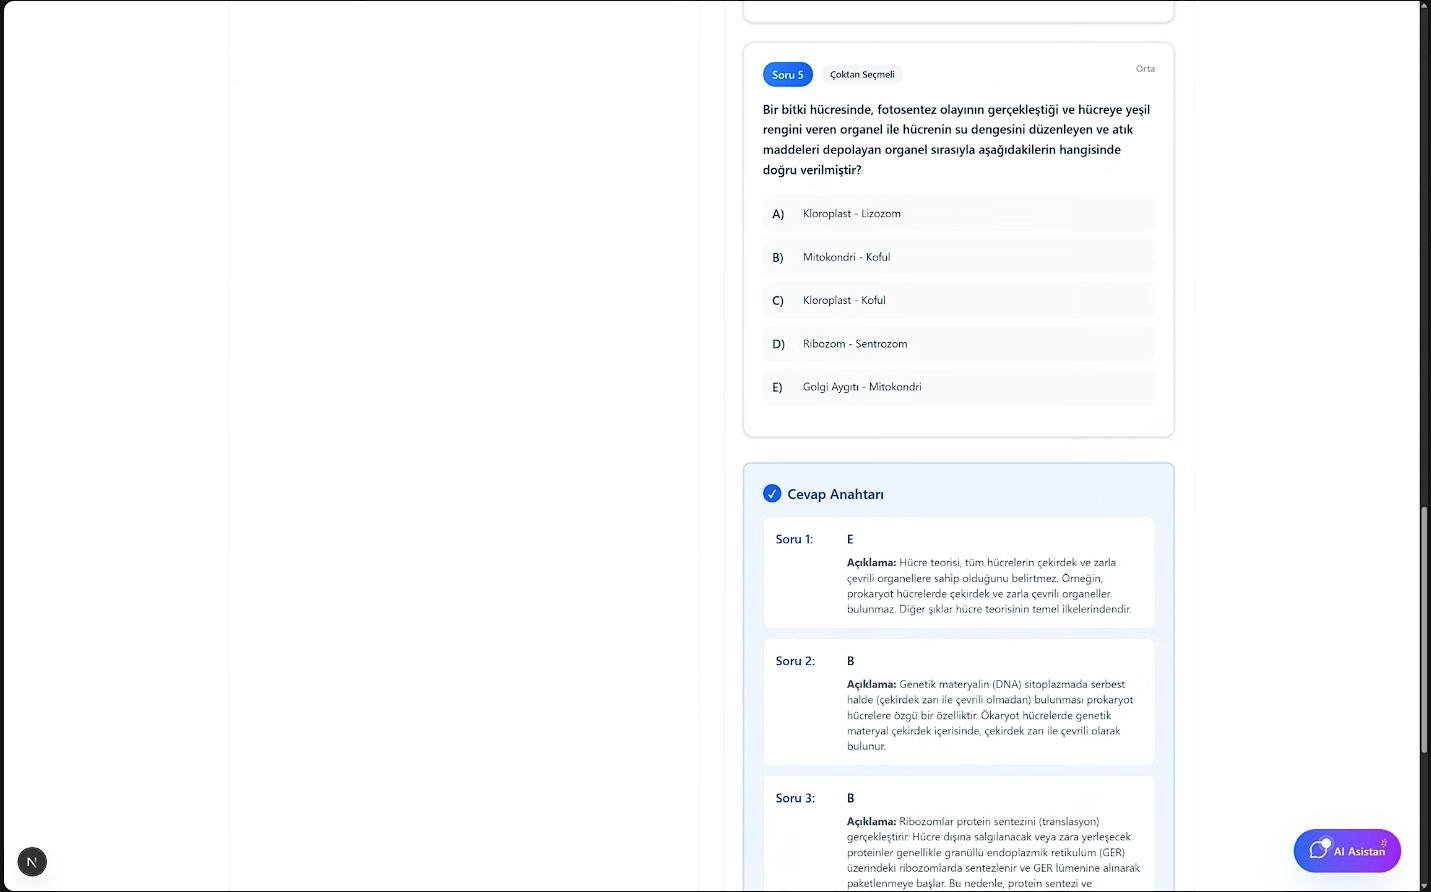 Soru 5
Çoktan Seçmeli
Orta
Bir bitki hücresinde, fotosentez olayının gerçekleştiği ve hücreye yeşil
rengini veren organel ile hücrenin su dengesini düzenleyen ve atık
maddeleri depolayan organel sırasıyla aşağıdakilerin hangisinde
doğru verilmiştir?
A) Kloroplast - Lizozom
B) Mitokondri - Koful
C) Kloroplast - Koful
D) Ribozom - Sentrozom
E) Golgi Aygıtı - Mitokondri
Cevap Anahtarı
Soru 1: E
Açıklama: Hücre teorisi, tüm hücrelerin çekirdek ve zarla
çevrili organellere sahip olduğunu belirtmez. Örneğin,
prokaryot hücrelerde çekirdek ve zarla çevrili organeller
bulunmaz. Diğer şıklar hücre teorisinin temel ilkelerindendir.
Soru 2: B
Açıklama: Genetik materyalin (DNA) sitoplazmada serbest
halde (çekirdek zarı ile çevrili olmadan) bulunması prokaryot
hücrelere özgü bir özelliktir. Ökaryot hücrelerde genetik
materyal çekirdek içerisinde, çekirdek zarı ile çevrili olarak
bulunur.
Soru 3: B
Açıklama: Ribozomlar protein sentezini (translasyon)
gerçekleştirir. Hücre dışına salgılanacak veya zara yerleşecek
proteinler genellikle granüllü endoplazmik retikulum (GER)
üzerindeki ribozomlarda sentezlenir ve GER lümenine alınarak
paketlenmeye başlar. Bu nedenle, protein sentezi ve
N
AI Asistan